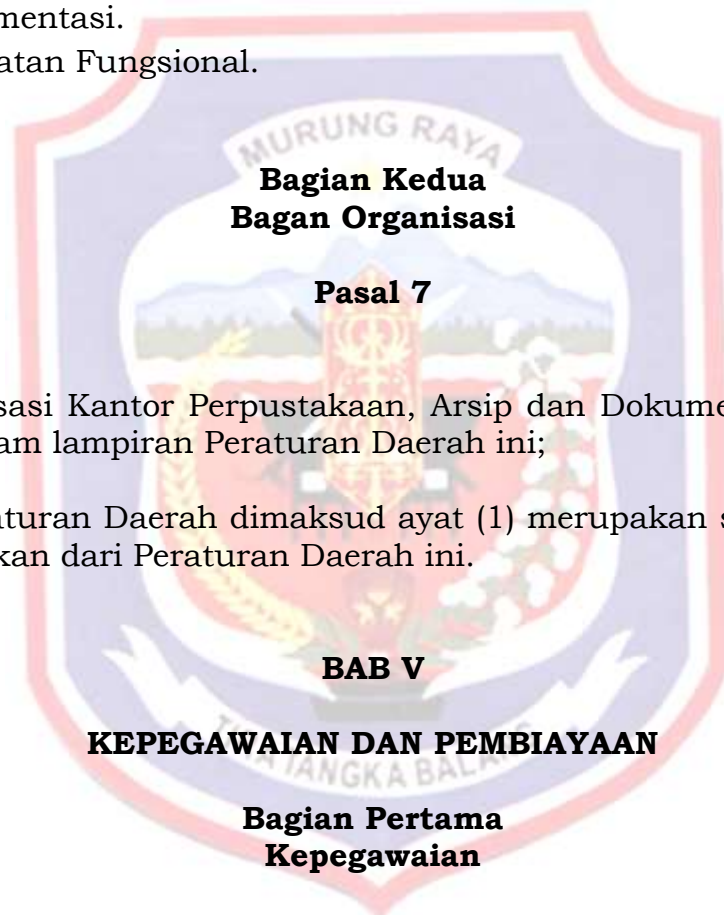 mentasi.
atan Fungsional.
MURUNG RAYA
Bagian Kedua
Bagan Organisasi
Pasal 7
sasi Kantor Perpustakaan, Arsip dan Dokume
am lampiran Peraturan Daerah ini;
aturan Daerah dimaksud ayat (1) merupakan s
kan dari Peraturan Daerah ini.
BAB V
KEPEGAWAIAN DAN PEMBIAYAAN
Bagian Pertama
Kepegawaian